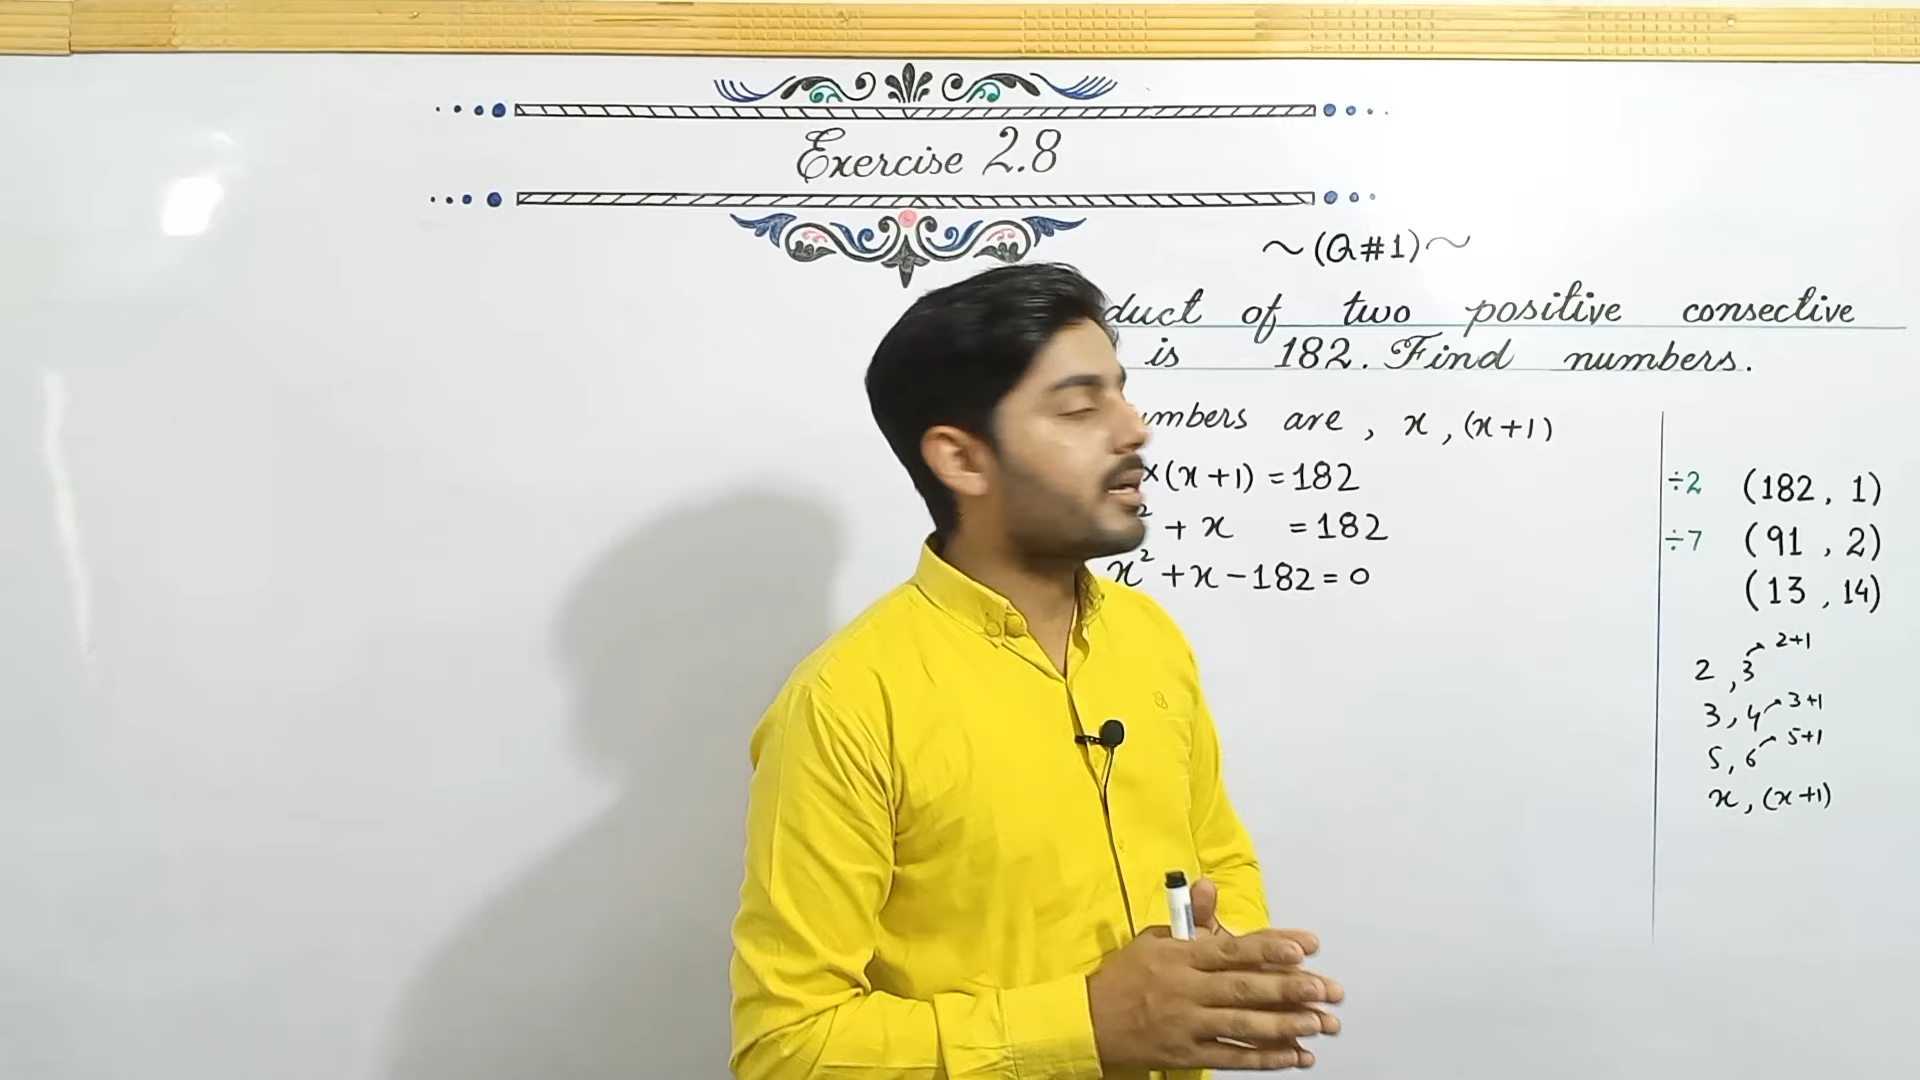 Exercise 2.8
~(Q#1)~
duct of two positive consective
is 182. Find numbers.
umbers are, x, (x+1)
×(x+1) = 182
² + x = 182
x² + x - 182 = 0
÷2 (182, 1)
÷7 (91, 2)
(13, 14)
2+1
2, 3
3+1
3, 4
5+1
5, 6
x, (x+1)